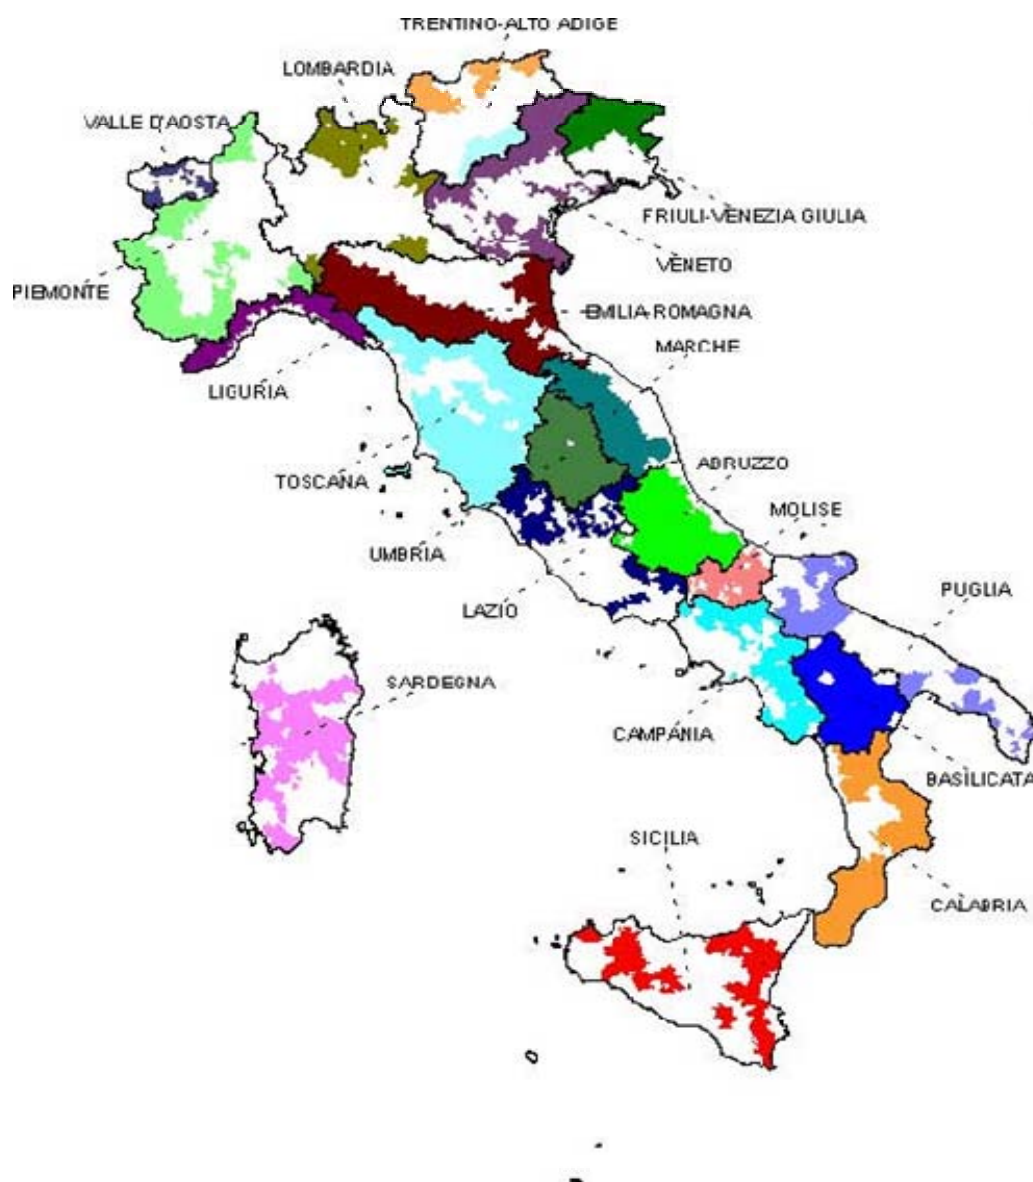 TRENTINO-ALTO ADIGE
LOMBARDIA
VALLE D'AOSTA
FRIULI-VENEZIA GIULIA
VENETO
PIEMONTE
EMILIA-ROMAGNA
MARCHE
LIGURIA
ABRUZZO
TOSCANA
MOLISE
UMBRIA
PUGLIA
LAZIO
SARDEGNA
CAMPANIA
BASILICATA
SICILIA
CALABRIA